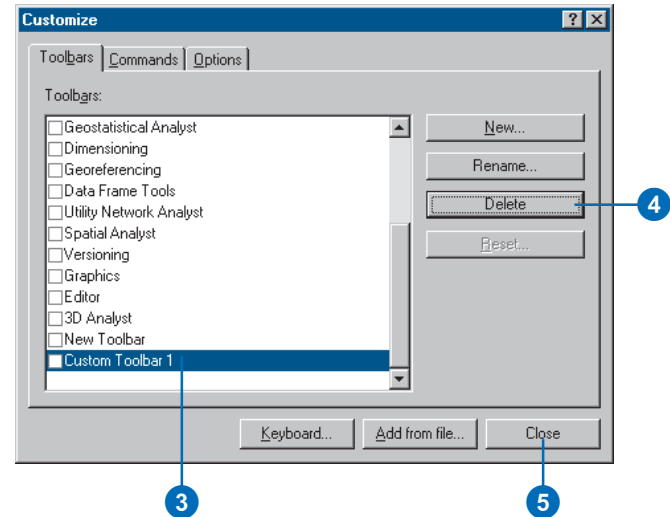 Customize
Toolbars Commands Options
Toolbars:
Geostatistical Analyst
Dimensioning
Georeferencing
Data Frame Tools
Utility Network Analyst
Spatial Analyst
Versioning
Graphics
Editor
3D Analyst
New Toolbar
Custom Toolbar 1
New...
Rename...
Delete
Reset...
4
Keyboard... Add from file... Close
3 5